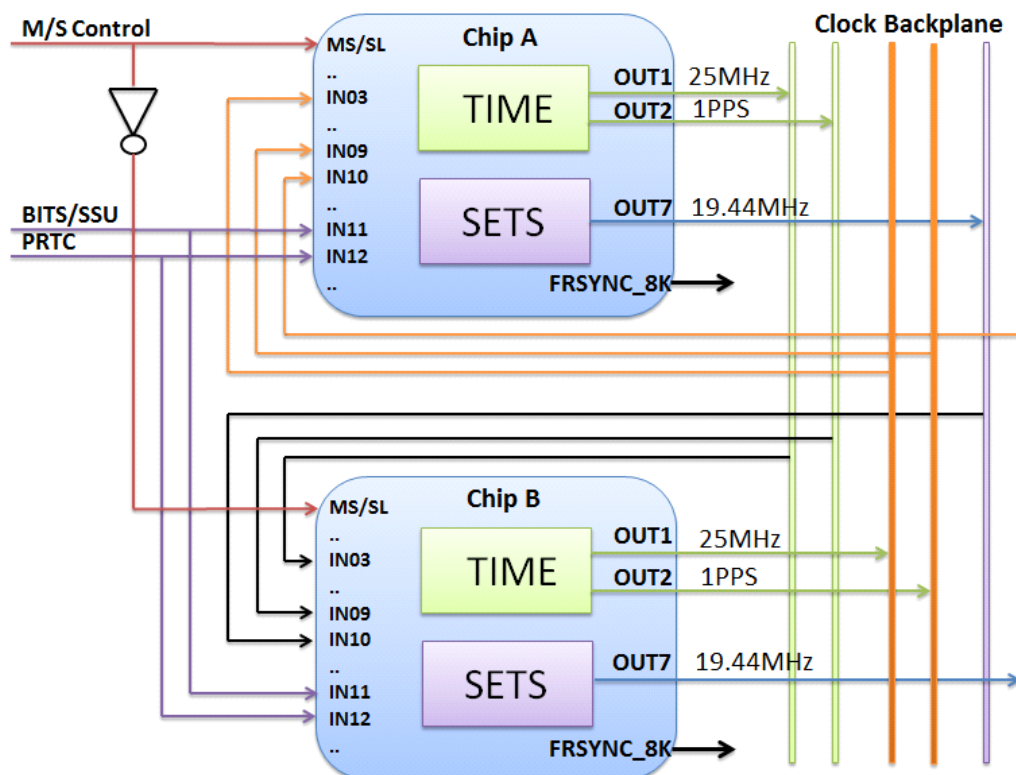 M/S Control
Clock Backplane
Chip A
MS/SL
..
IN03
..
IN09
IN10
..
IN11
IN12
..
TIME
SETS
OUT1 25MHz
OUT2 1PPS
OUT7 19.44MHz
FRSYNC_8K
BITS/SSU
PRTC
Chip B
MS/SL
..
IN03
..
IN09
IN10
..
IN11
IN12
..
TIME
SETS
OUT1 25MHz
OUT2 1PPS
OUT7 19.44MHz
FRSYNC_8K